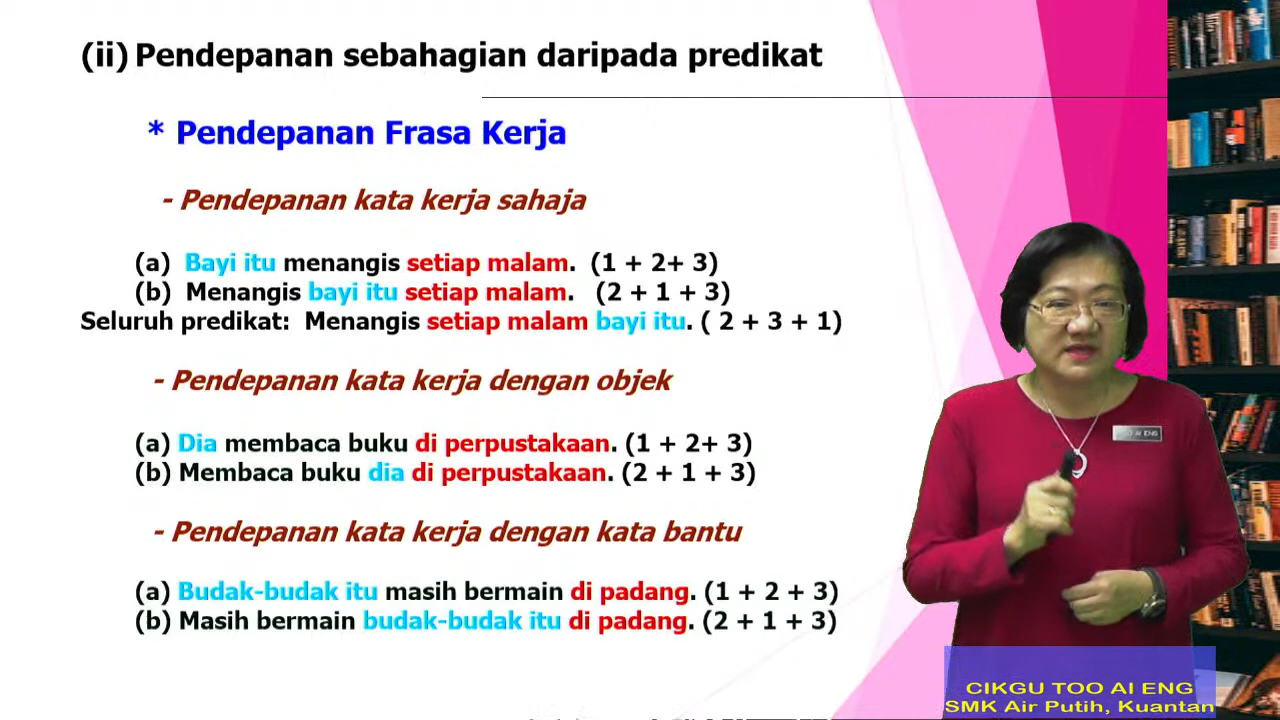 (ii) Pendepanan sebahagian daripada predikat
* Pendepanan Frasa Kerja
- Pendepanan kata kerja sahaja
(a) Bayi itu menangis setiap malam. (1 + 2+ 3)
(b) Menangis bayi itu setiap malam. (2 + 1 + 3)
Seluruh predikat: Menangis setiap malam bayi itu. ( 2 + 3 + 1)
- Pendepanan kata kerja dengan objek
(a) Dia membaca buku di perpustakaan. (1 + 2+ 3)
(b) Membaca buku dia di perpustakaan. (2 + 1 + 3)
- Pendepanan kata kerja dengan kata bantu
(a) Budak-budak itu masih bermain di padang. (1 + 2 + 3)
(b) Masih bermain budak-budak itu di padang. (2 + 1 + 3)
AI ENG
CIKGU TOO AI ENG
SMK Air Putih, Kuantan